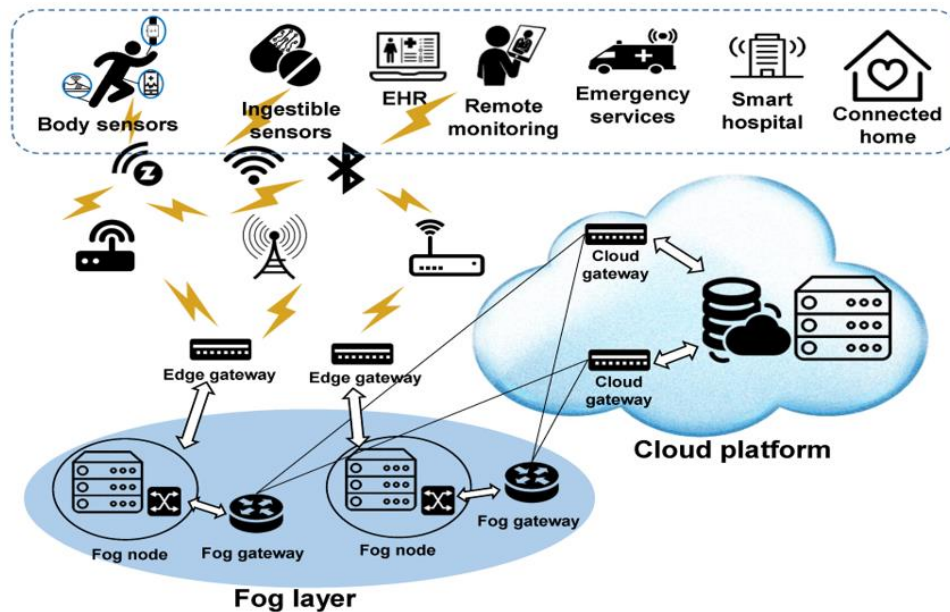 Body sensors
Ingestible
sensors
EHR
Remote
monitoring
Emergency
services
Smart
hospital
Connected
home
Z
Cloud
gateway
Edge gateway
Edge gateway
Cloud
gateway
Cloud platform
Fog node
Fog gateway
Fog node
Fog gateway
Fog layer